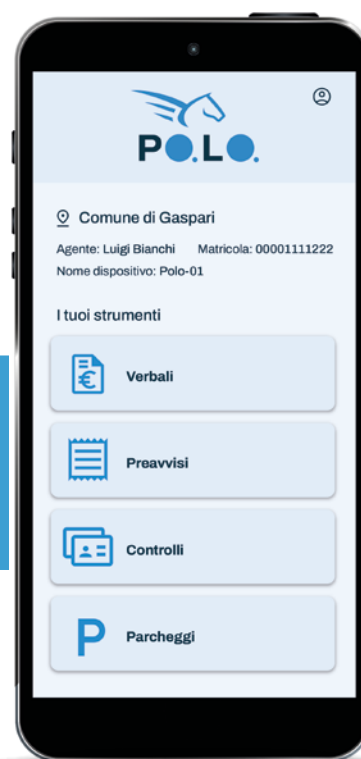 PO.LO.
Comune di Gaspari
Agente: Luigi Bianchi Matricola: 00001111222
Nome dispositivo: Polo-01
I tuoi strumenti
€
Verbali
Preavvisi
Controlli
P
Parcheggi